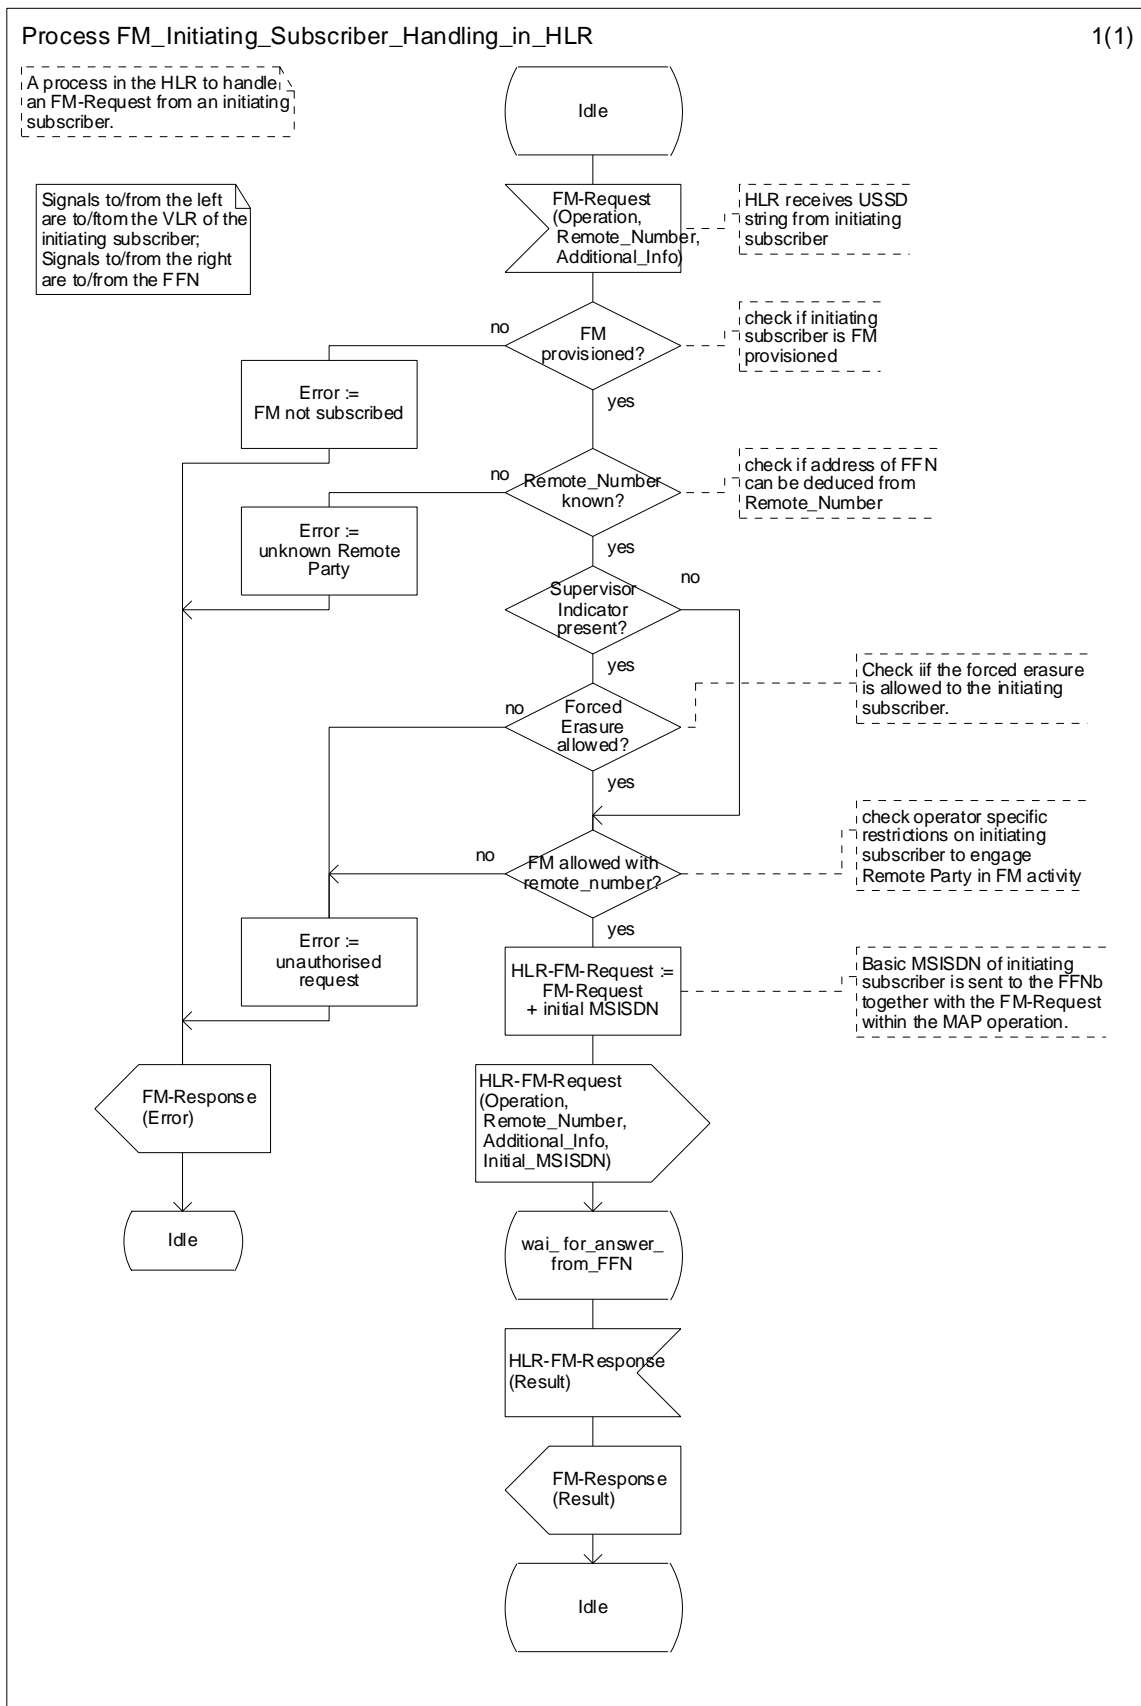 Process FM_Initiating_Subscriber_Handling_in_HLR
1(1)
A process in the HLR to handle
an FM-Request from an initiating
subscriber.
Idle
Signals to/from the left
are to/ftom the VLR of the
initiating subscriber;
Signals to/from the right
are to/from the FFN
FM-Request
(Operation,
Remote_Number,
Additional_Info)
HLR receives USSD
string from initiating
subscriber
no
FM
provisioned?
check if initiating
subscriber is FM
provisioned
Error :=
FM not subscribed
yes
no
Remote_Number
known?
check if address of FFN
can be deduced from
Remote_Number
Error :=
unknown Remote
Party
yes
Supervisor
Indicator
present?
no
yes
Check iif the forced erasure
is allowed to the initiating
subscriber.
no
Forced
Erasure
allowed?
yes
check operator specific
restrictions on initiating
subscriber to engage
Remote Party in FM activity
no
FM allowed with
remote_number?
yes
Error :=
unauthorised
request
HLR-FM-Request :=
FM-Request
+ initial MSISDN
Basic MSISDN of initiating
subscriber is sent to the FFNb
together with the FM-Request
within the MAP operation.
FM-Response
(Error)
HLR-FM-Request
(Operation,
Remote_Number,
Additional_Info,
Initial_MSISDN)
Idle
wai_ for_answer_
from_FFN
HLR-FM-Response
(Result)
FM-Response
(Result)
Idle